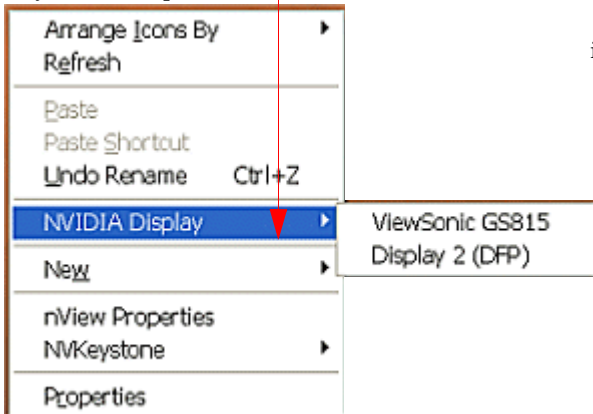 Arrange Icons By
Refresh
Paste
Paste Shortcut
Undo Rename Ctrl+Z
NVIDIA Display
ViewSonic GS815
Display 2 (DFP)
New
nView Properties
NVKeystone
Properties